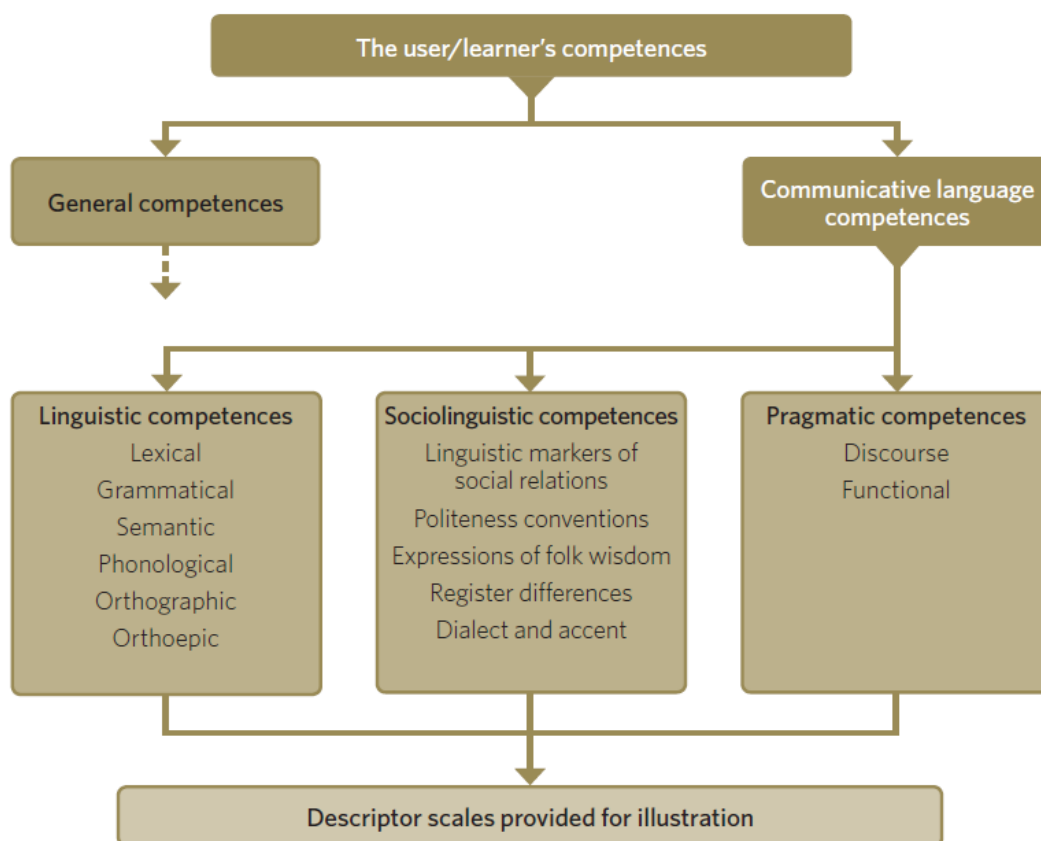 The user/learner’s competences
General competences
Communicative language
competences
Linguistic competences
Lexical
Grammatical
Semantic
Phonological
Orthographic
Orthoepic
Sociolinguistic competences
Linguistic markers of
social relations
Politeness conventions
Expressions of folk wisdom
Register differences
Dialect and accent
Pragmatic competences
Discourse
Functional
Descriptor scales provided for illustration